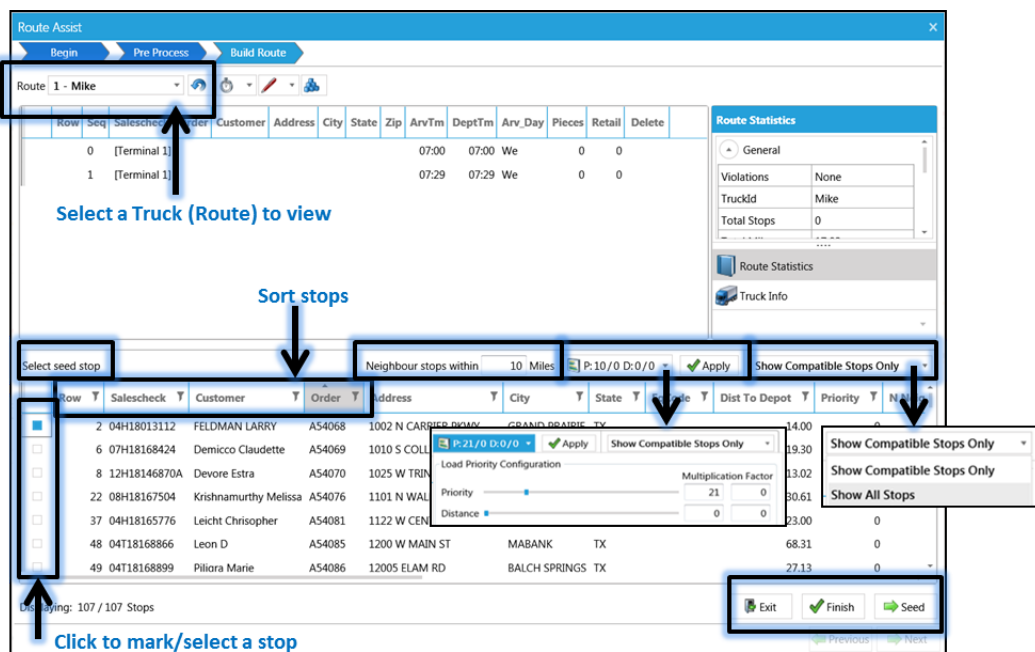 Route Assist
Begin Pre Process Build Route
Route 1 - Mike
Row Seq Salescheck Order Customer Address City State Zip ArvTm DeptTm Arv_Day Pieces Retail Delete
0 [Terminal 1] 07:00 07:00 We 0 0
1 [Terminal 1] 07:29 07:29 We 0 0
Select a Truck (Route) to view
Route Statistics
General
Violations None
TruckId Mike
Total Stops 0
Route Statistics
Truck Info
Sort stops
Select seed stop Neighbour stops within 10 Miles P:10/0 D:0/0 Apply Show Compatible Stops Only
Row Salescheck Customer Order Address City State Dist To Depot Priority
2 04H18013112 FELDMAN LARRY A54068 1002 N CARRIER PKWY GRAND PRAIRIE TX 14.00
6 07H18168424 Demicco Claudette A54069 1010 S COLL 19.30
8 12H18146870A Devore Estra A54070 1025 W TRIN 13.02
22 08H18167504 Krishnamurthy Melissa A54076 1101 N WAL 30.61
37 04H18165776 Leicht Chrisopher A54081 1122 W CEN 23.00 0
48 04T18168866 Leon D A54085 1200 W MAIN ST MABANK TX 68.31 0
49 04T18168899 Piligra Marie A54086 12005 ELAM RD BALCH SPRINGS TX 27.13 0
P:21/0 D:0/0 Apply Show Compatible Stops Only
Load Priority Configuration
Multiplication Factor
Priority 21 0
Distance 0 0
Show Compatible Stops Only
Show Compatible Stops Only
Show All Stops
Displaying: 107 / 107 Stops
Exit Finish Seed
Click to mark/select a stop
Previous Next